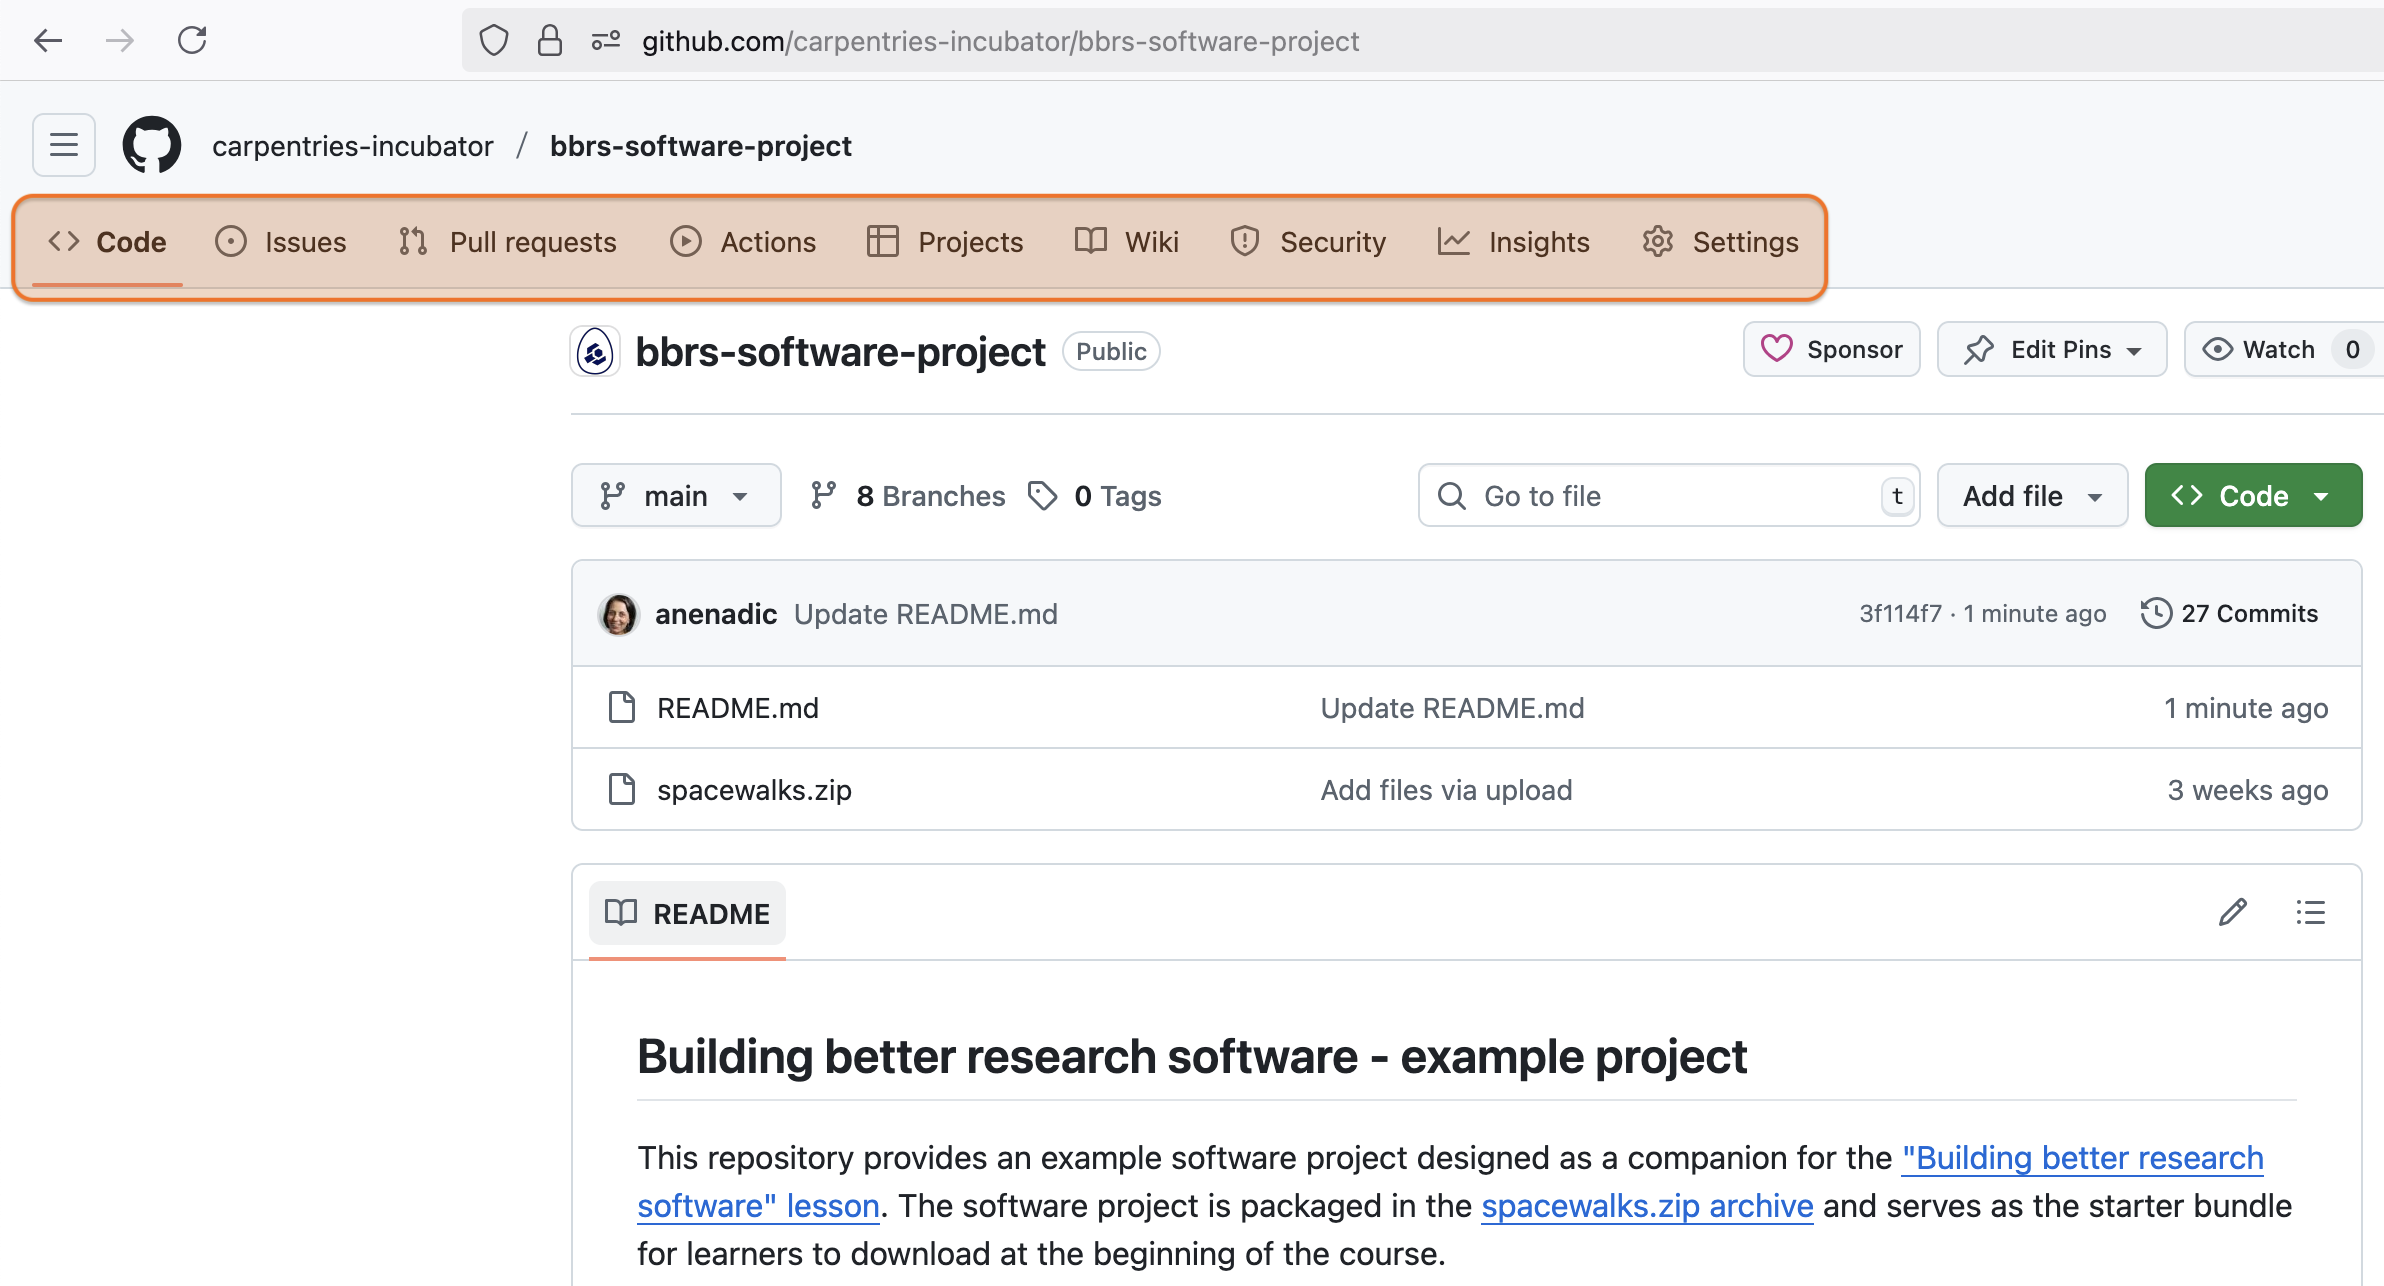 github.com/carpentries-incubator/bbrs-software-project
carpentries-incubator / bbrs-software-project
Code Issues Pull requests Actions Projects Wiki Security Insights Settings
bbrs-software-project Public Sponsor Edit Pins Watch 0
main 8 Branches 0 Tags Go to file t Add file Code
anenadic Update README.md 3f114f7 · 1 minute ago 27 Commits
README.md Update README.md 1 minute ago
spacewalks.zip Add files via upload 3 weeks ago
README
Building better research software - example project
This repository provides an example software project designed as a companion for the "Building better research
software" lesson. The software project is packaged in the spacewalks.zip archive and serves as the starter bundle
for learners to download at the beginning of the course.